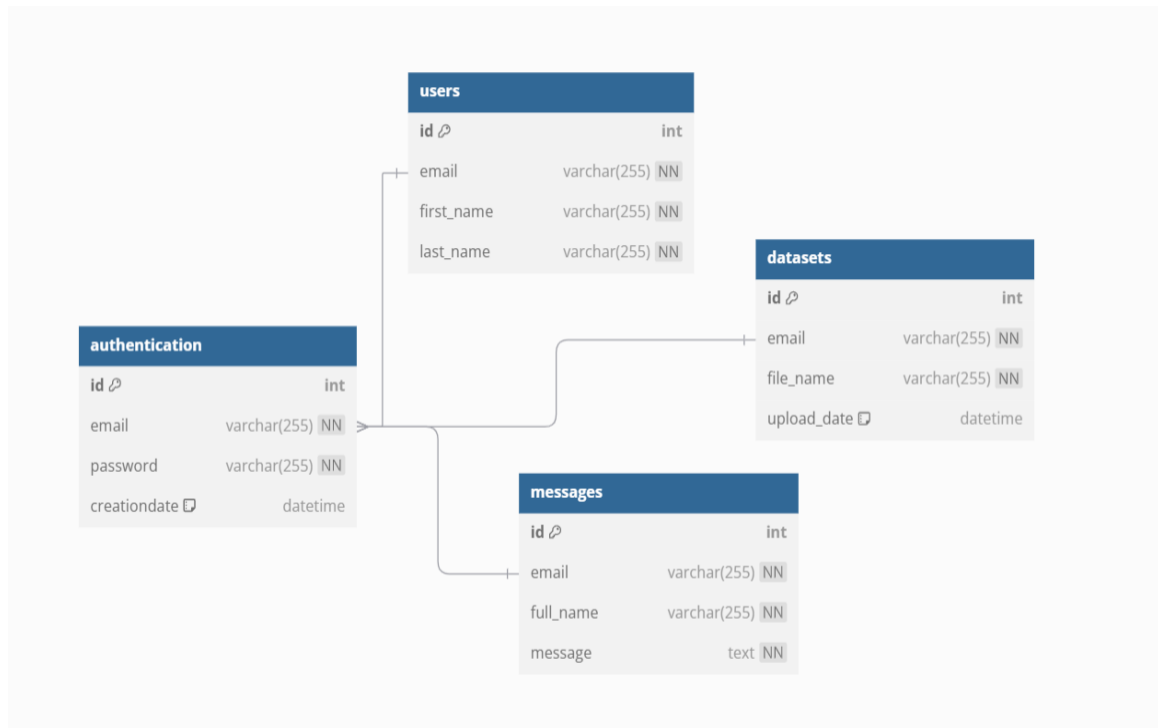 users
id int
email varchar(255) NN
first_name varchar(255) NN
last_name varchar(255) NN
datasets
id int
email varchar(255) NN
file_name varchar(255) NN
upload_date datetime
authentication
id int
email varchar(255) NN
password varchar(255) NN
creationdate datetime
messages
id int
email varchar(255) NN
full_name varchar(255) NN
message text NN